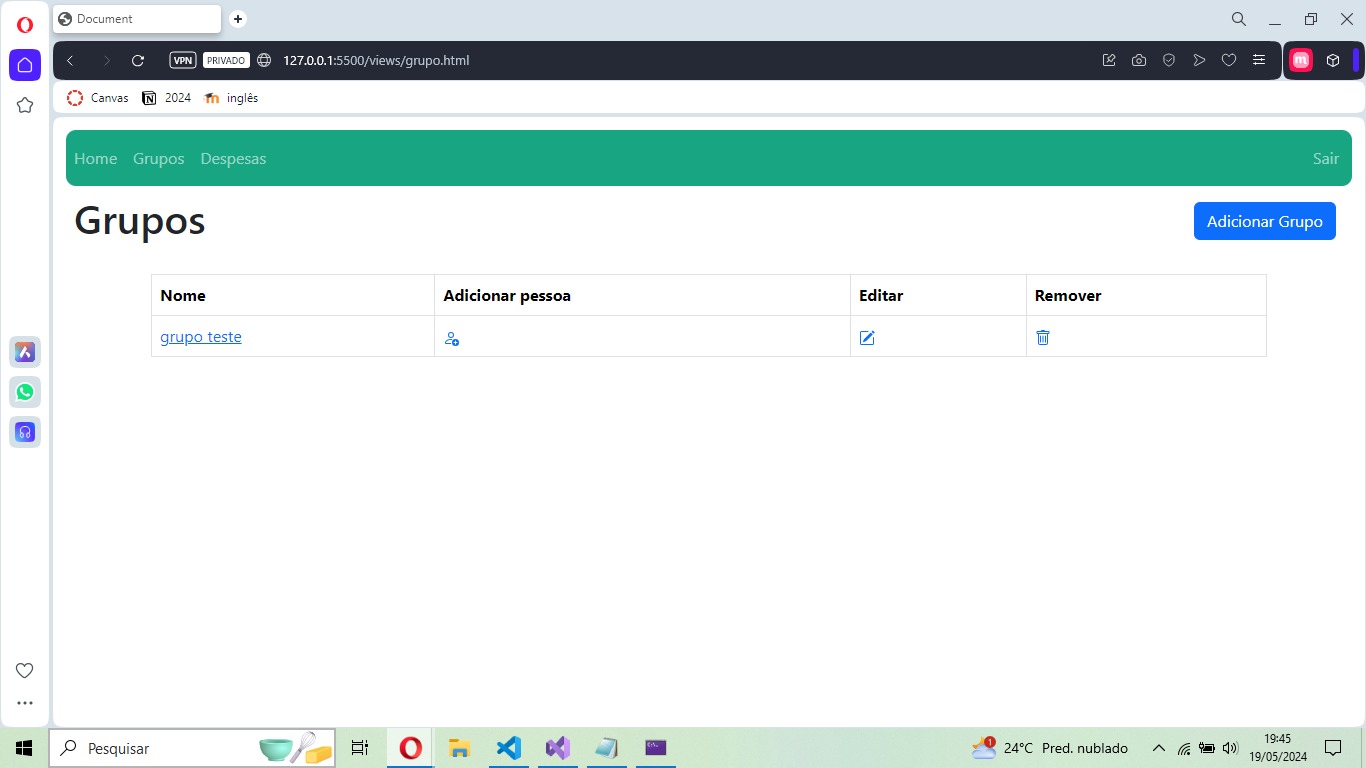 Document
VPN PRIVADO 127.0.0.1:5500/views/grupo.html
Canvas 2024 inglês
Home Grupos Despesas Sair
Grupos Adicionar Grupo
Nome Adicionar pessoa Editar Remover
grupo teste
Pesquisar 1 24°C Pred. nublado 19:45
19/05/2024